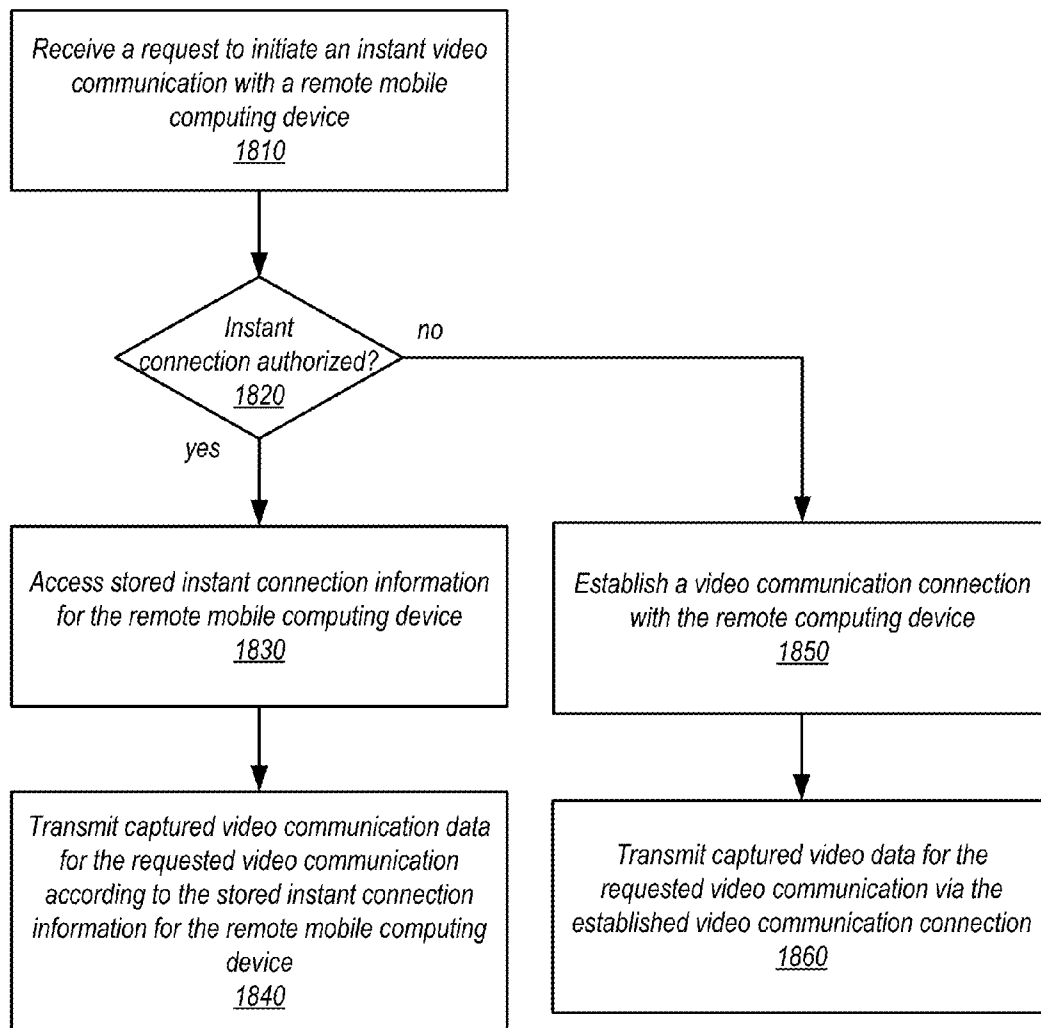 Receive a request to initiate an instant video
communication with a remote mobile
computing device
1810
Instant
connection authorized?
1820
no
yes
Access stored instant connection information
for the remote mobile computing device
1830
Establish a video communication connection
with the remote computing device
1850
Transmit captured video communication data
for the requested video communication
according to the stored instant connection
information for the remote mobile computing
device
1840
Transmit captured video data for the
requested video communication via the
established video communication connection
1860